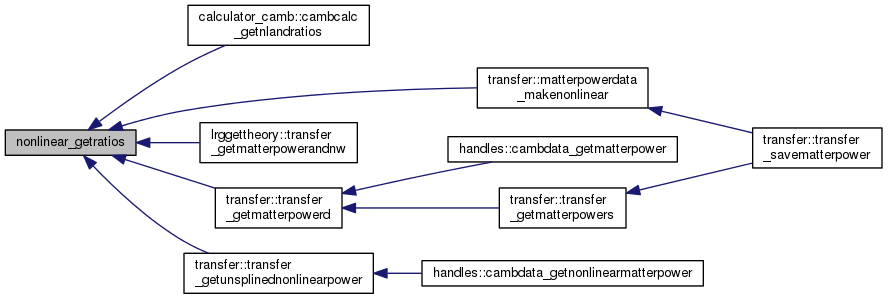 calculator_camb::cambcalc
_getnlandratios
transfer::matterpowerdata
_makenonlinear
nonlinear_getratios
lrggettheory::transfer
_getmatterpowerandnw
handles::cambdata_getmatterpower
transfer::transfer
_savematterpower
transfer::transfer
_getmatterpowerd
transfer::transfer
_getmatterpowers
transfer::transfer
_getunsplinednonlinearpower
handles::cambdata_getnonlinearmatterpower